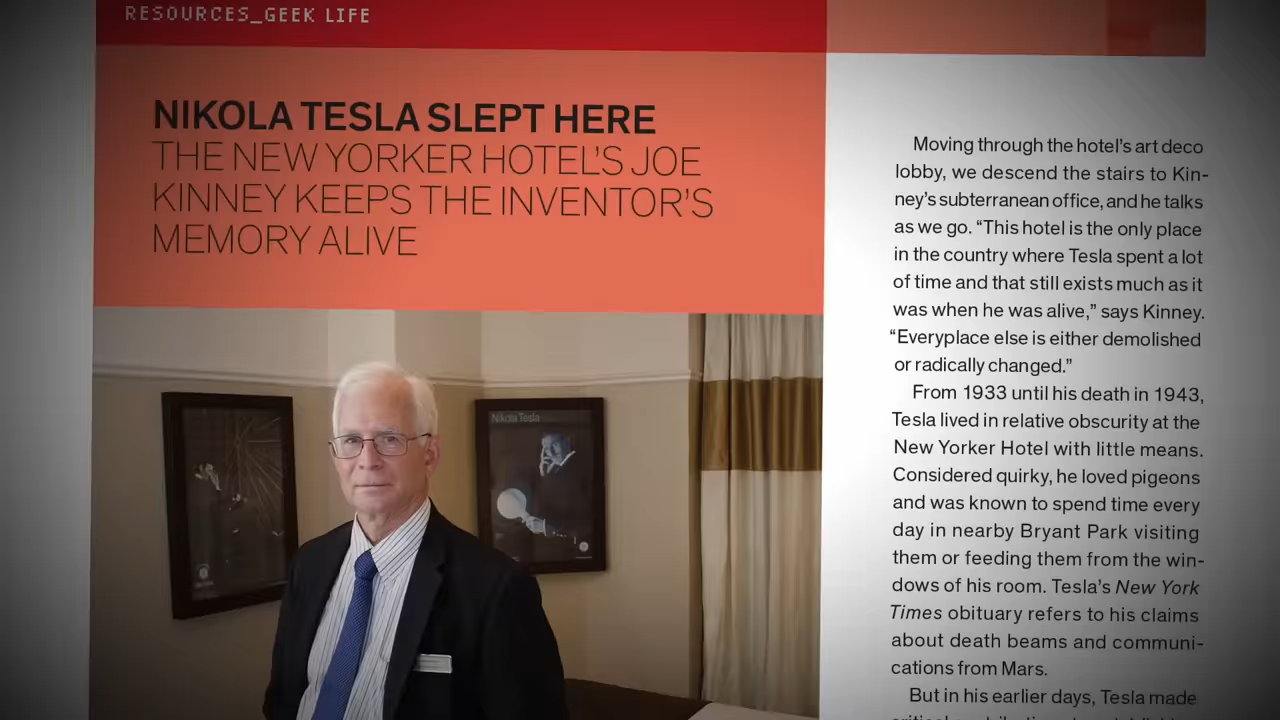 RESOURCES_GEEK LIFE
NIKOLA TESLA SLEPT HERE
THE NEW YORKER HOTEL'S JOE
KINNEY KEEPS THE INVENTOR'S
MEMORY ALIVE
Nikola Tesla
Moving through the hotel's art deco
lobby, we descend the stairs to Kin-
ney's subterranean office, and he talks
as we go. “This hotel is the only place
in the country where Tesla spent a lot
of time and that still exists much as it
was when he was alive,” says Kinney.
“Everyplace else is either demolished
or radically changed.”
From 1933 until his death in 1943,
Tesla lived in relative obscurity at the
New Yorker Hotel with little means.
Considered quirky, he loved pigeons
and was known to spend time every
day in nearby Bryant Park visiting
them or feeding them from the win-
dows of his room. Tesla's New York
Times obituary refers to his claims
about death beams and communi-
cations from Mars.
But in his earlier days, Tesla made